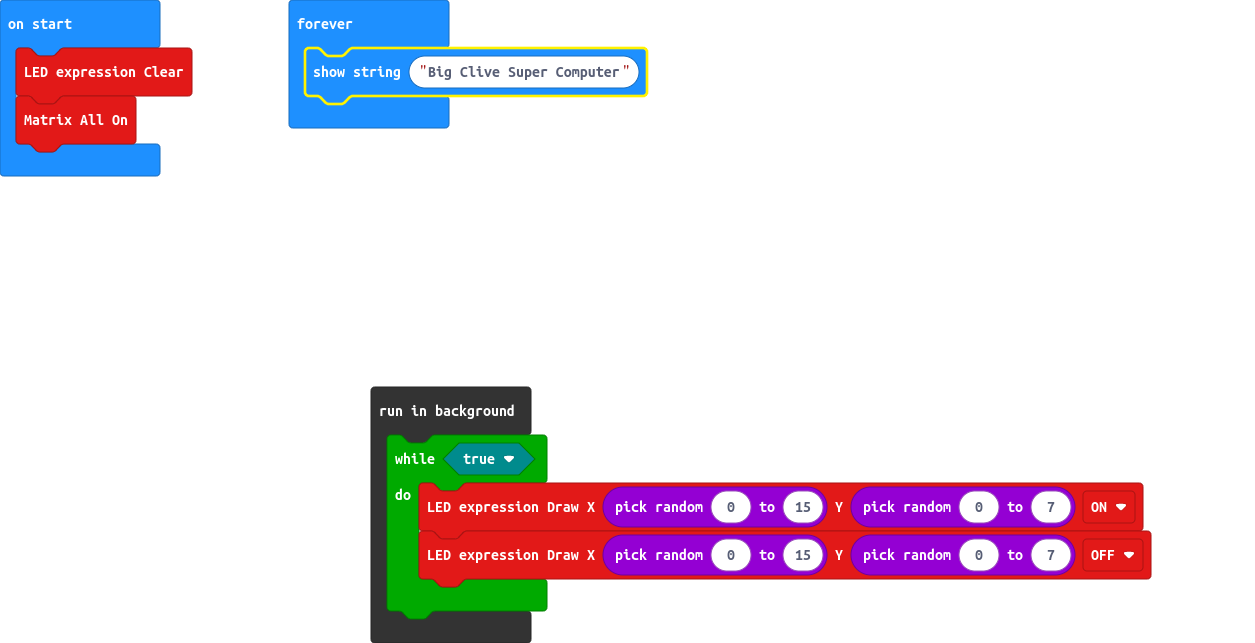 on start
LED expression Clear
Matrix All On
forever
show string "Big Clive Super Computer"
run in background
while true
do
LED expression Draw X pick random 0 to 15 Y pick random 0 to 7 ON
LED expression Draw X pick random 0 to 15 Y pick random 0 to 7 OFF